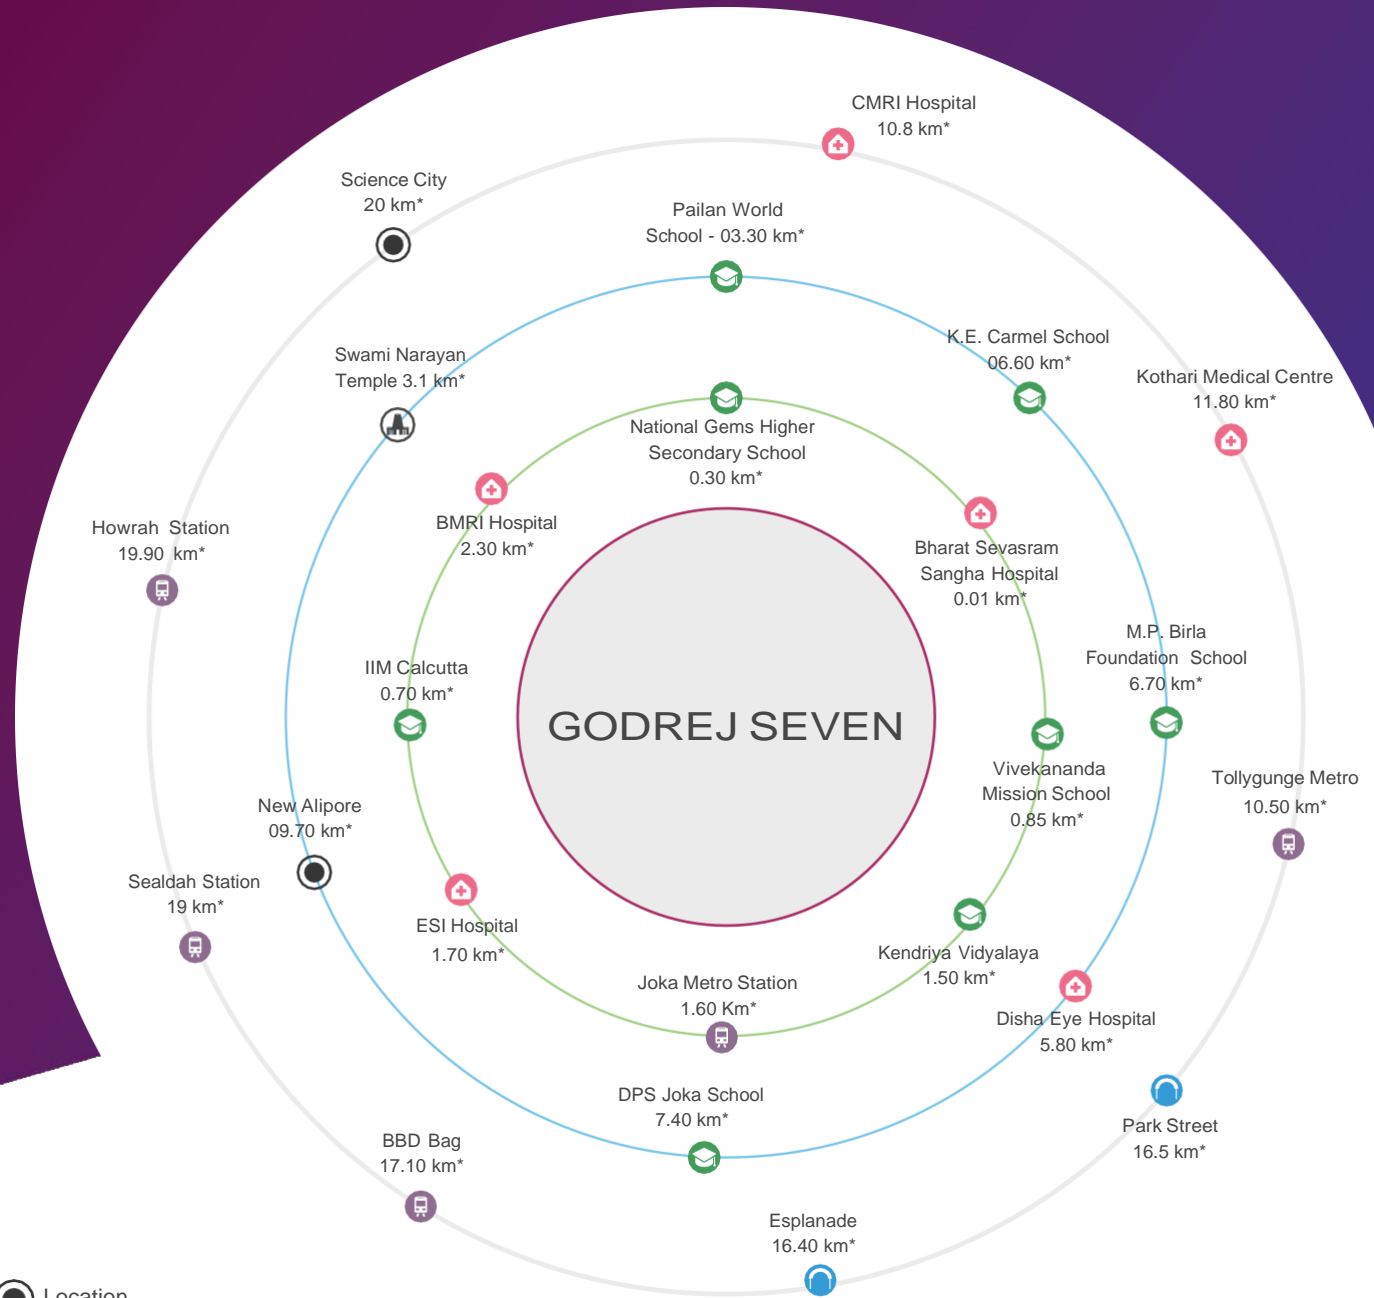 CMRI Hospital
10.8 km*
Science City
20 km*
Pailan World
School - 03.30 km*
K.E. Carmel School
06.60 km*
Swami Narayan
Temple 3.1 km*
Kothari Medical Centre
11.80 km*
National Gems Higher
Secondary School
0.30 km*
BMRI Hospital
2.30 km*
Howrah Station
19.90 km*
Bharat Sevasram
Sangha Hospital
0.01 km*
M.P. Birla
Foundation School
6.70 km*
IIM Calcutta
0.70 km*
GODREJ SEVEN
Vivekananda
Mission School
0.85 km*
Tollygunge Metro
10.50 km*
New Alipore
09.70 km*
Sealdah Station
19 km*
ESI Hospital
1.70 km*
Kendriya Vidyalaya
1.50 km*
Joka Metro Station
1.60 Km*
Disha Eye Hospital
5.80 km*
DPS Joka School
7.40 km*
Park Street
16.5 km*
BBD Bag
17.10 km*
Esplanade
16.40 km*
Location